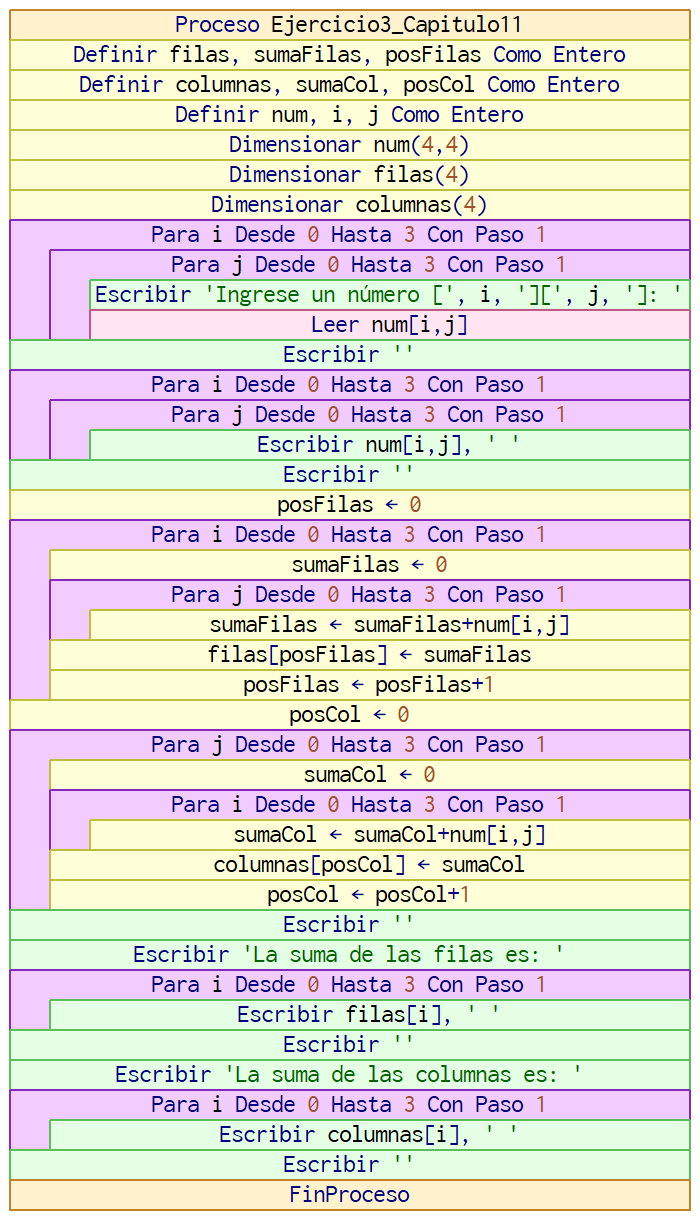 Proceso Ejercicio3_Capitulo11
Definir filas, sumaFilas, posFilas Como Entero
Definir columnas, sumaCol, posCol Como Entero
Definir num, i, j Como Entero
Dimensionar num(4,4)
Dimensionar filas(4)
Dimensionar columnas(4)
Para i Desde 0 Hasta 3 Con Paso 1
Para j Desde 0 Hasta 3 Con Paso 1
Escribir 'Ingrese un número [', i, '][', j, ']: '
Leer num[i,j]
Escribir ''
Para i Desde 0 Hasta 3 Con Paso 1
Para j Desde 0 Hasta 3 Con Paso 1
Escribir num[i,j], ' '
Escribir ''
posFilas ← 0
Para i Desde 0 Hasta 3 Con Paso 1
sumaFilas ← 0
Para j Desde 0 Hasta 3 Con Paso 1
sumaFilas ← sumaFilas+num[i,j]
filas[posFilas] ← sumaFilas
posFilas ← posFilas+1
posCol ← 0
Para j Desde 0 Hasta 3 Con Paso 1
sumaCol ← 0
Para i Desde 0 Hasta 3 Con Paso 1
sumaCol ← sumaCol+num[i,j]
columnas[posCol] ← sumaCol
posCol ← posCol+1
Escribir ''
Escribir 'La suma de las filas es: '
Para i Desde 0 Hasta 3 Con Paso 1
Escribir filas[i], ' '
Escribir ''
Escribir 'La suma de las columnas es: '
Para i Desde 0 Hasta 3 Con Paso 1
Escribir columnas[i], ' '
Escribir ''
FinProceso